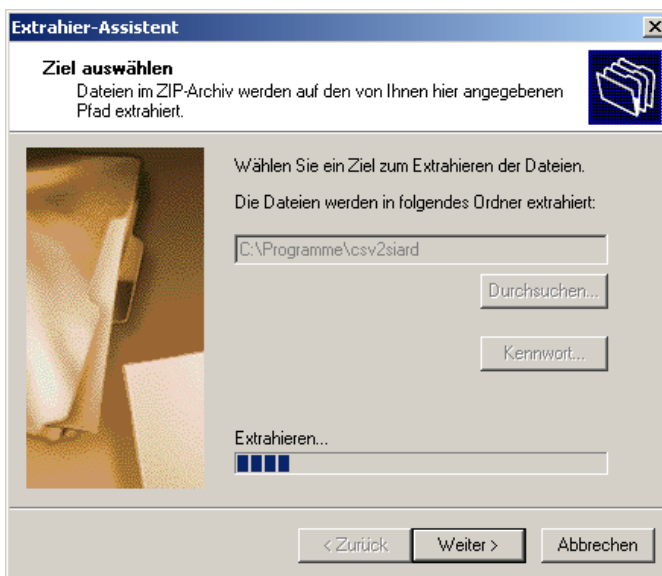 Extrahier-Assistent
Ziel auswählen
Dateien im ZIP-Archiv werden auf den von Ihnen hier angegebenen
Pfad extrahiert.
Wählen Sie ein Ziel zum Extrahieren der Dateien.
Die Dateien werden in folgendes Ordner extrahiert:
C:\Programme\csv2siard
Durchsuchen...
Kennwort...
Extrahieren...
< Zurück
Weiter >
Abbrechen